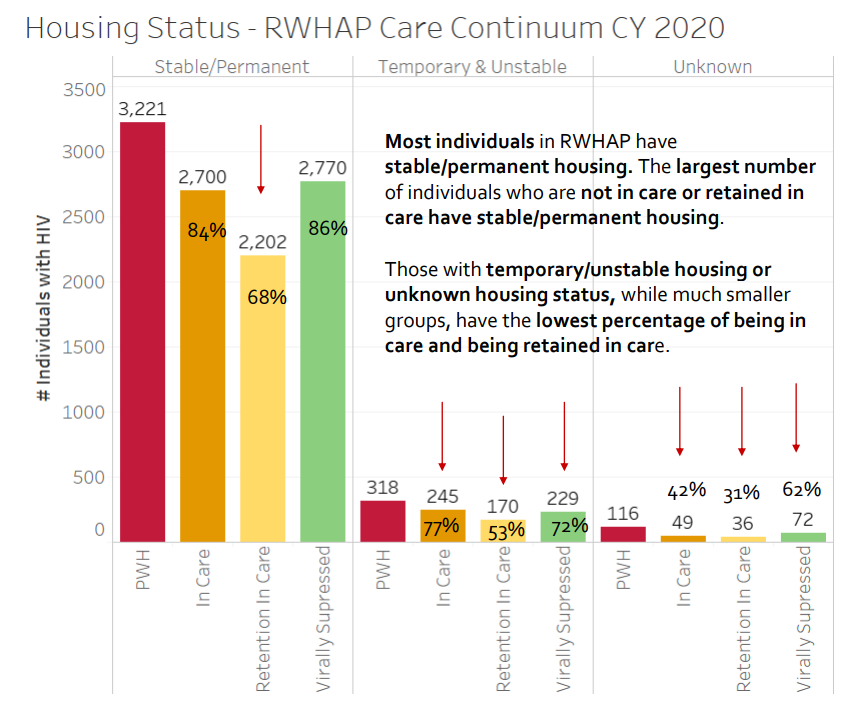 Housing Status - RWHAP Care Continuum CY 2020
Stable/Permanent
Temporary & Unstable
Unknown
# Individuals with HIV
3500
3000
2500
2000
1500
1000
500
0
3,221
2,700
84%
2,202
68%
2,770
86%
Most individuals in RWHAP have
stable/permanent housing. The largest number
of individuals who are not in care or retained in
care have stable/permanent housing.
Those with temporary/unstable housing or
unknown housing status, while much smaller
groups, have the lowest percentage of being in
care and being retained in care.
318
245
77%
170
53%
229
72%
116
42%
49
31%
36
62%
72
PWH
In Care
Retention In Care
Virally Supressed
PWH
In Care
Retention In Care
Virally Supressed
PWH
In Care
Retention In Care
Virally Supressed